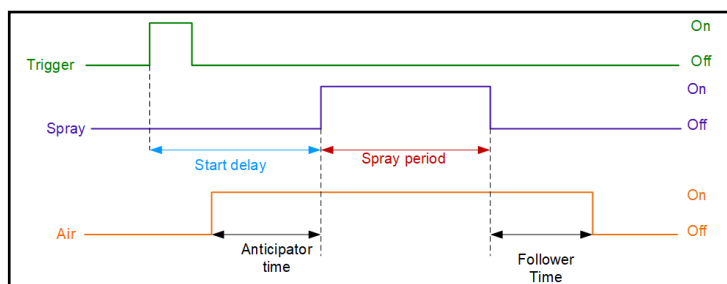 On
Trigger
Off
On
Spray
Off
Start delay
Spray period
On
Air
Off
Anticipator
time
Follower
Time